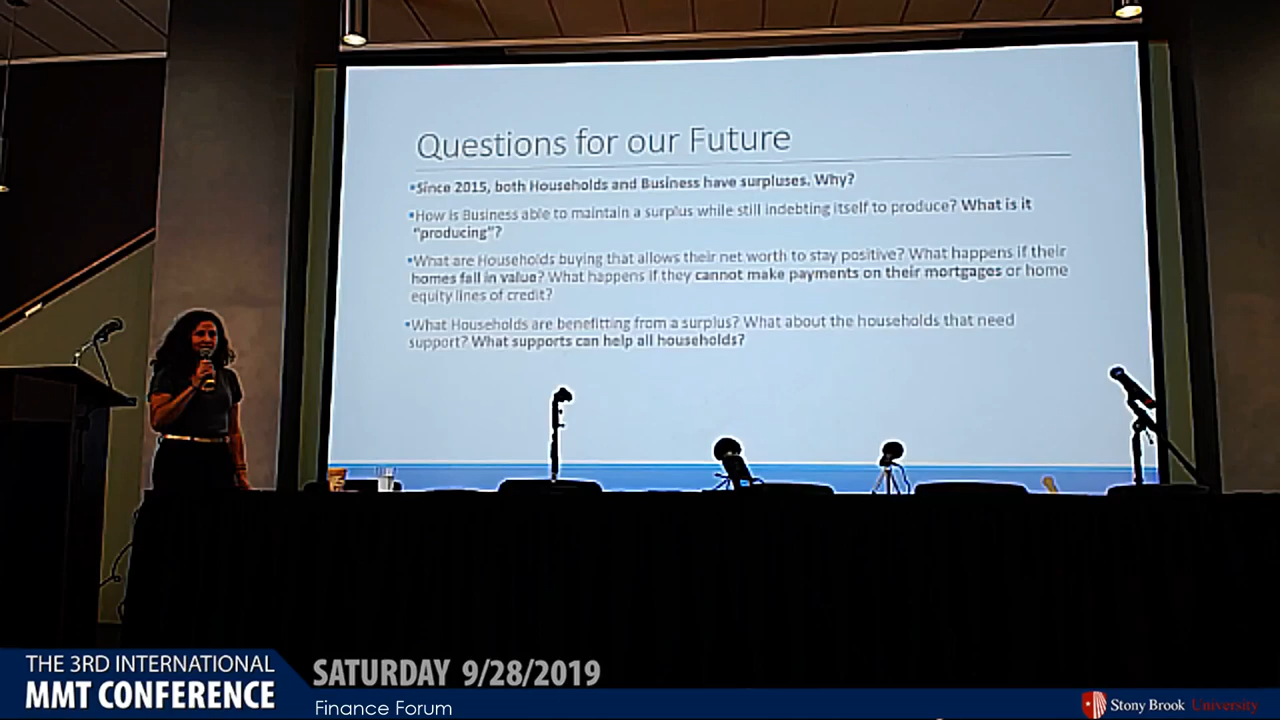 Questions for our Future
▪Since 2015, both Households and Business have surpluses. Why?
▪How is Business able to maintain a surplus while still indebting itself to produce? What is it
"producing"?
▪What are Households buying that allows their net worth to stay positive? What happens if their
homes fall in value? What happens if they cannot make payments on their mortgages or home
equity lines of credit?
▪What Households are benefitting from a surplus? What about the households that need
support? What supports can help all households?
THE 3RD INTERNATIONAL
MMT CONFERENCE
SATURDAY 9/28/2019
Finance Forum
Stony Brook University